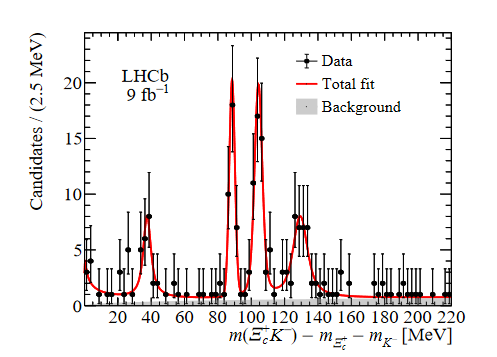 Candidates / (2.5 MeV)
20
15
10
5
0
LHCb
9 fb⁻¹
Data
Total fit
Background
20 40 60 80 100 120 140 160 180 200 220
m(Ξc⁺K⁻) − mΞc⁺ − mK⁻ [MeV]